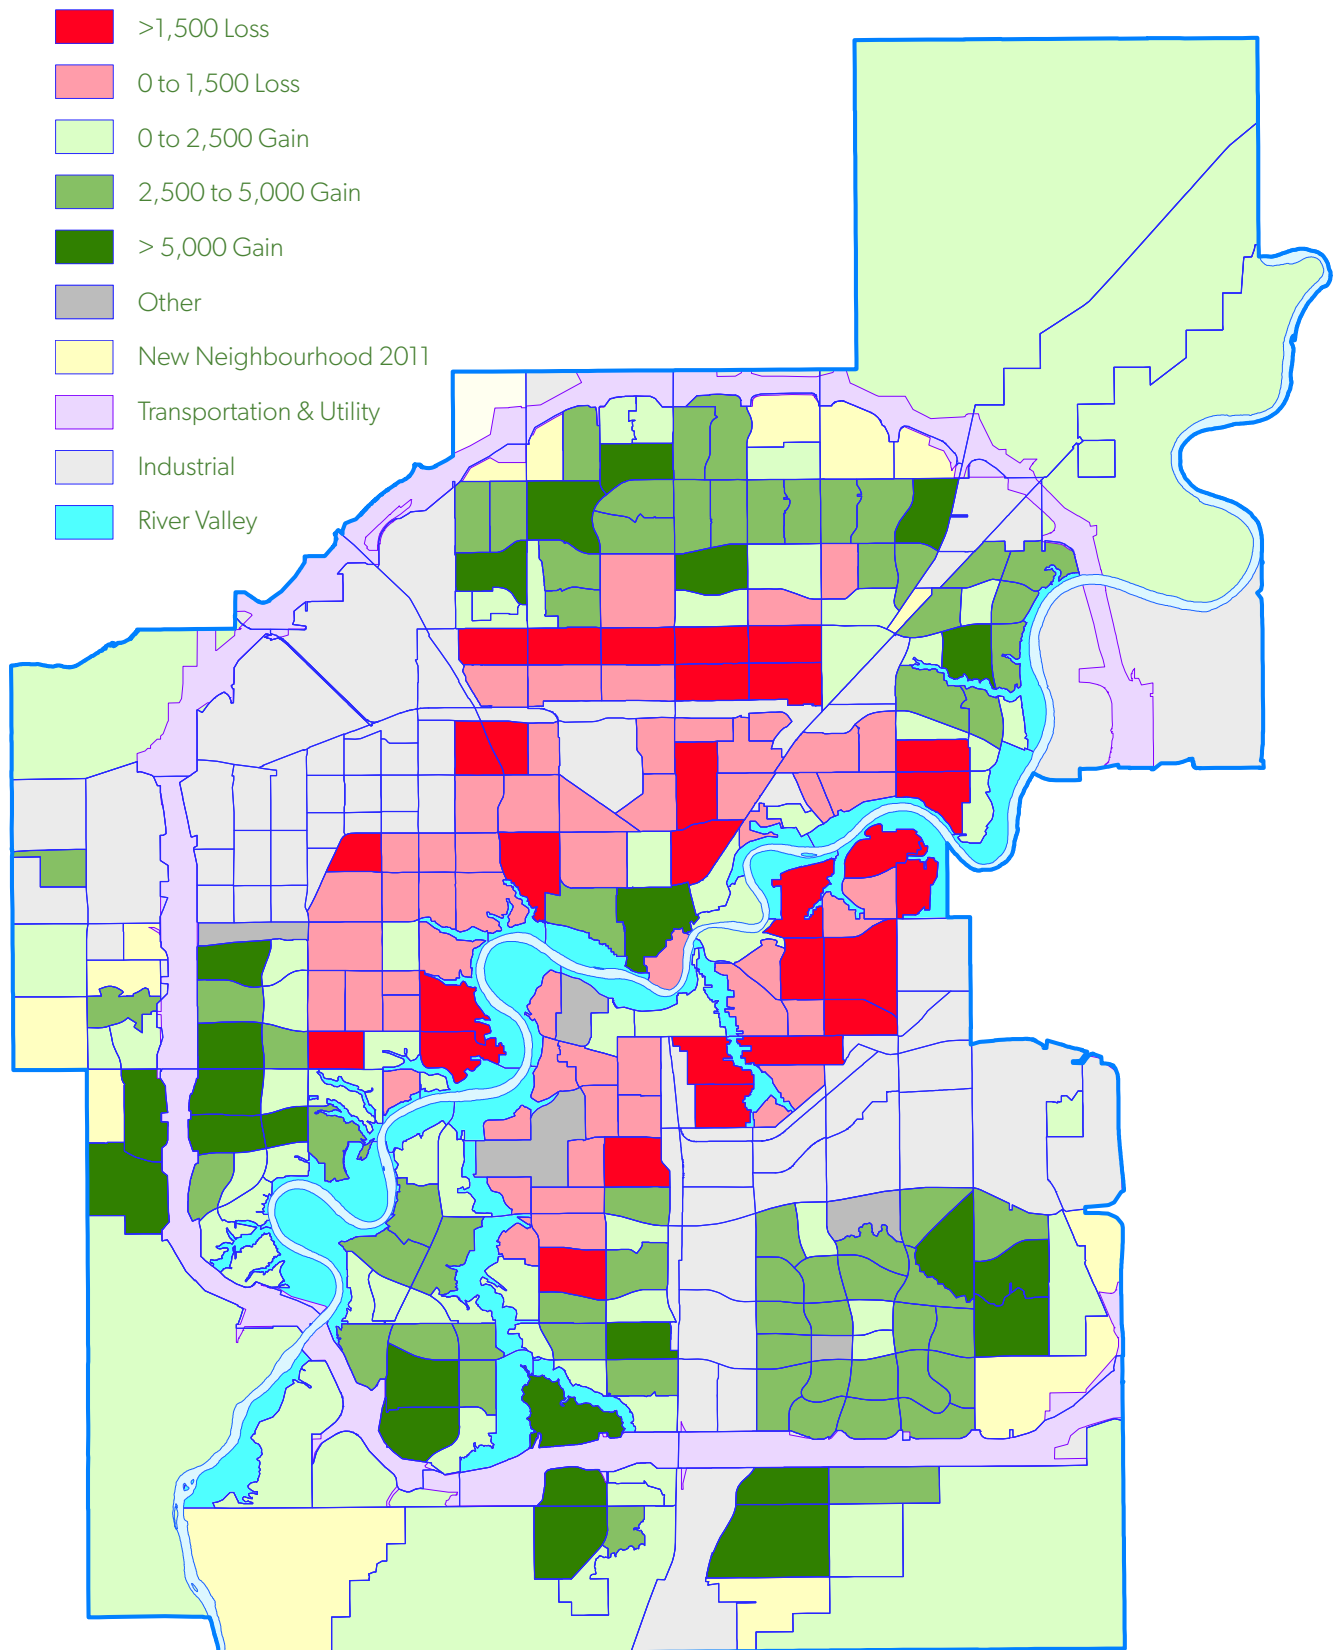 >1,500 Loss
0 to 1,500 Loss
0 to 2,500 Gain
2,500 to 5,000 Gain
> 5,000 Gain
Other
New Neighbourhood 2011
Transportation & Utility
Industrial
River Valley